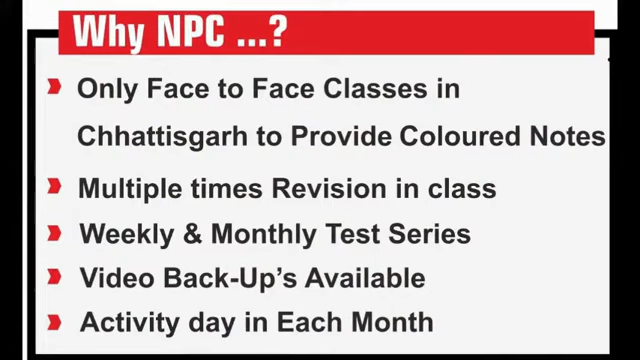 Why NPC ...?
Only Face to Face Classes in
Chhattisgarh to Provide Coloured Notes
Multiple times Revision in class
Weekly & Monthly Test Series
Video Back-Up's Available
Activity day in Each Month